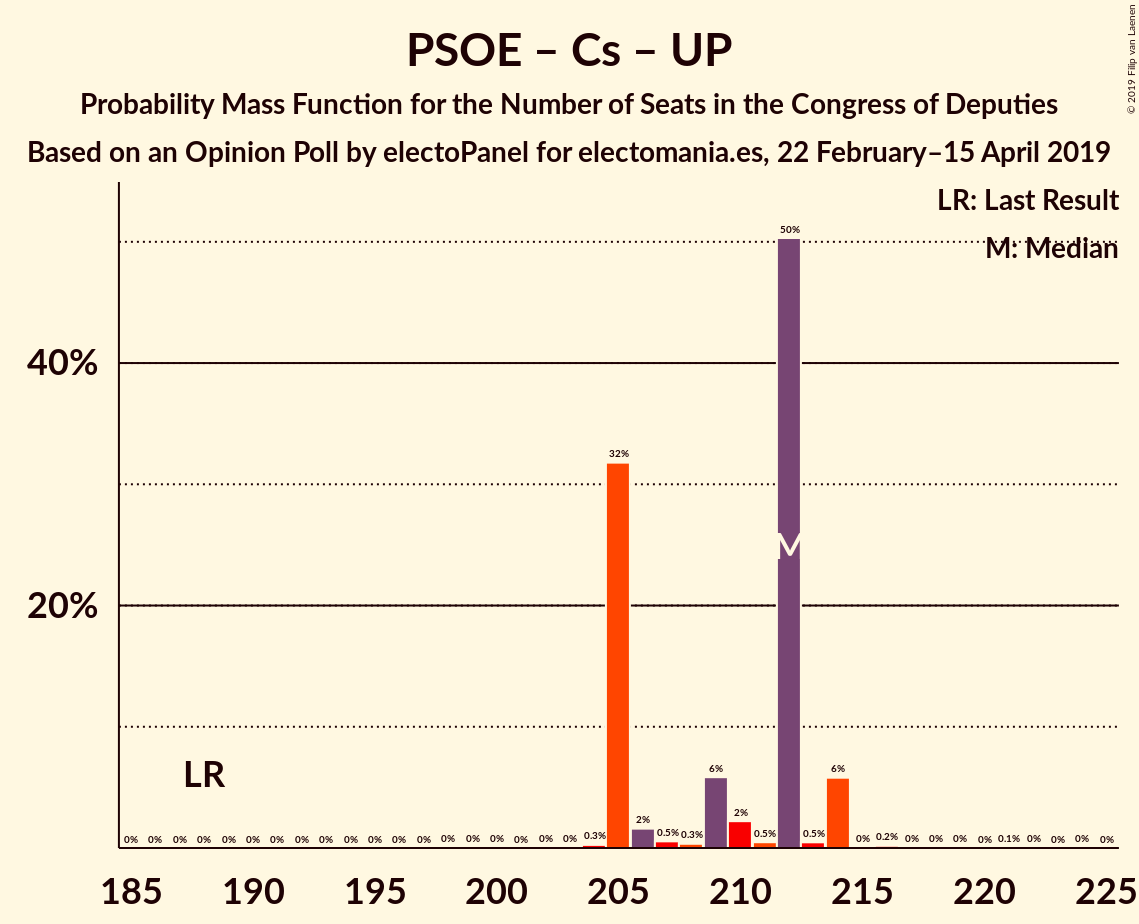 PSOE – Cs – UP
Probability Mass Function for the Number of Seats in the Congress of Deputies
Based on an Opinion Poll by electoPanel for electomania.es, 22 February–15 April 2019
© 2019 Filip van Laenen
LR: Last Result
M: Median
50%
40%
32%
M
20%
LR
6% 6%
2% 2%
0% 0% 0% 0% 0% 0% 0% 0% 0% 0% 0% 0% 0% 0% 0% 0% 0% 0% 0% 0.3% 0.5% 0.3% 0.5% 0.5% 0% 0.2% 0% 0% 0% 0% 0.1% 0% 0% 0% 0%
185 190 195 200 205 210 215 220 225